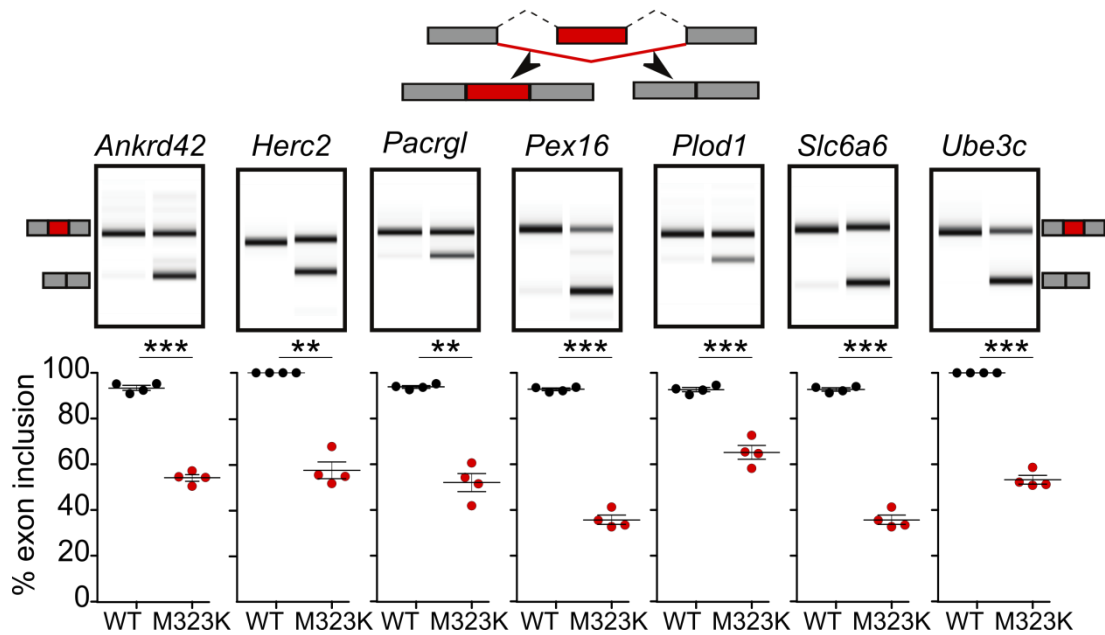 Ankrd42 Herc2 Pacrgl Pex16 Plod1 Slc6a6 Ube3c
*** ** ** *** *** *** ***
% exon inclusion
100
80
60
40
20
0
WT M323K WT M323K WT M323K WT M323K WT M323K WT M323K WT M323K